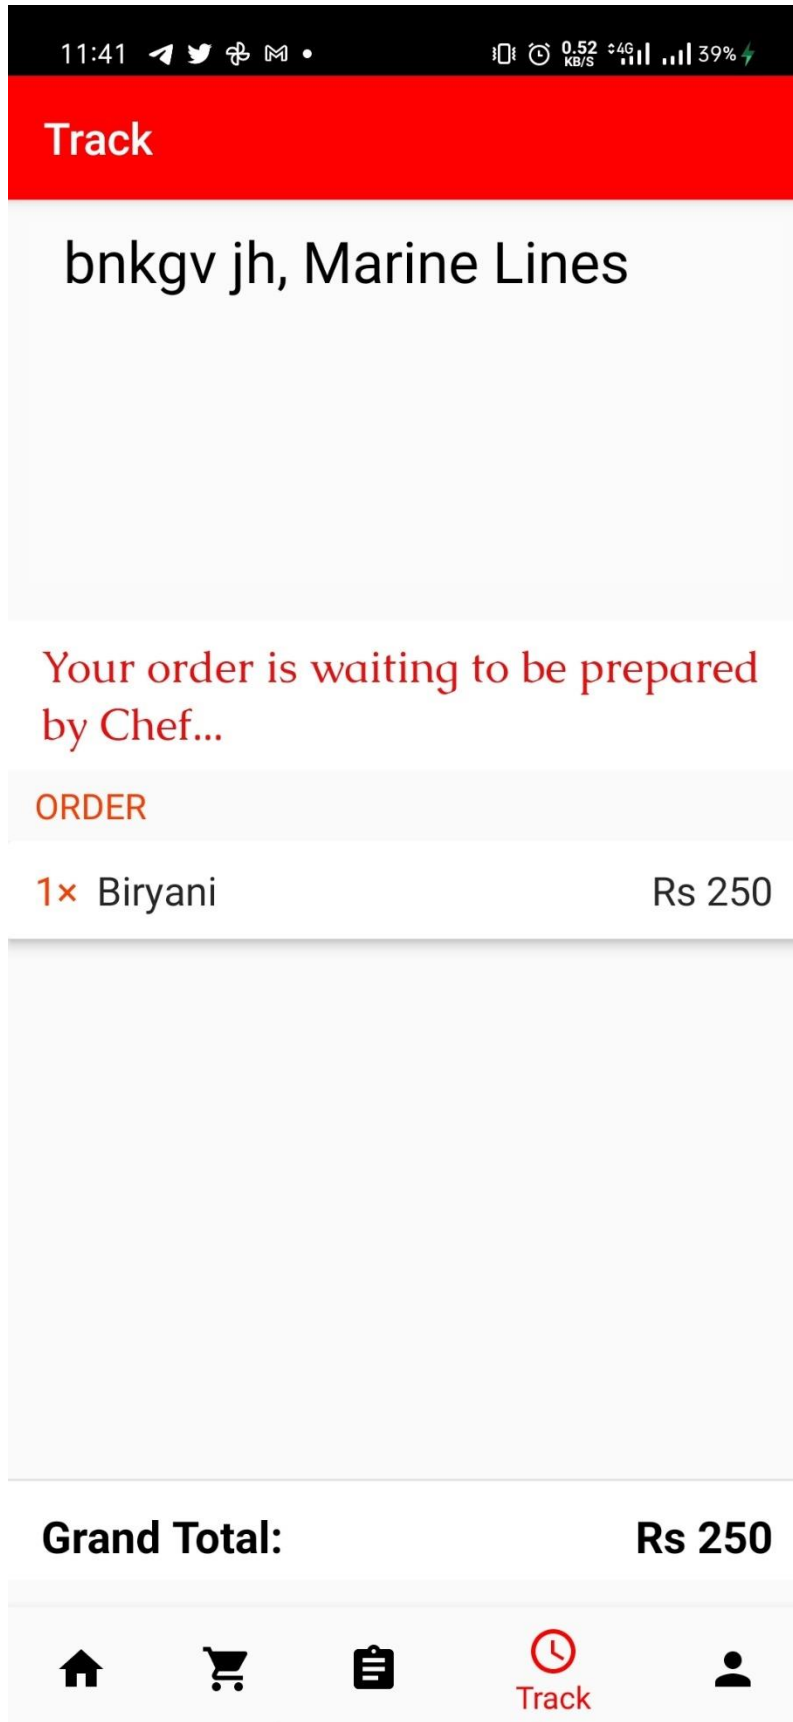 11:41 0.52 KB/S 4G 39%
Track
bnkgv jh, Marine Lines
Your order is waiting to be prepared
by Chef...
ORDER
1× Biryani Rs 250
Grand Total: Rs 250
Track